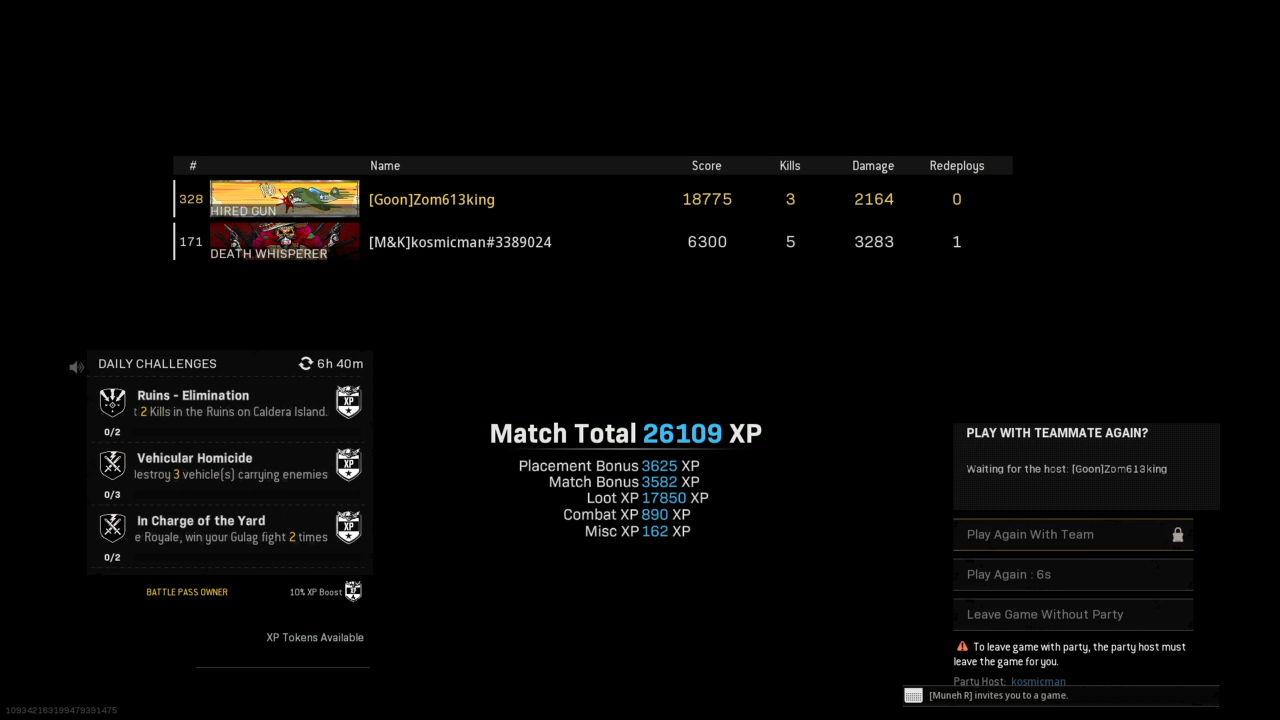 # Name Score Kills Damage Redeploys
328 HIRED GUN [Goon]Zom613king 18775 3 2164 0
171 DEATH WHISPERER [M&K]kosmicman#3389024 6300 5 3283 1
DAILY CHALLENGES 6h 40m
Ruins - Elimination
t 2 Kills in the Ruins on Caldera Island.
XP
0/2
Vehicular Homicide
Destroy 3 vehicle(s) carrying enemies
XP
0/3
In Charge of the Yard
e Royale, win your Gulag fight 2 times
XP
0/2
BATTLE PASS OWNER 10% XP Boost
XP Tokens Available
Match Total 26109 XP
Placement Bonus 3625 XP
Match Bonus 3582 XP
Loot XP 17850 XP
Combat XP 890 XP
Misc XP 162 XP
PLAY WITH TEAMMATE AGAIN?
Waiting for the host: [Goon]Zom613king
Play Again With Team
Play Again : 6s
Leave Game Without Party
To leave game with party, the party host must
leave the game for you.
Party Host: kosmicman
[Muneh R] invites you to a game.
109342163199479391475